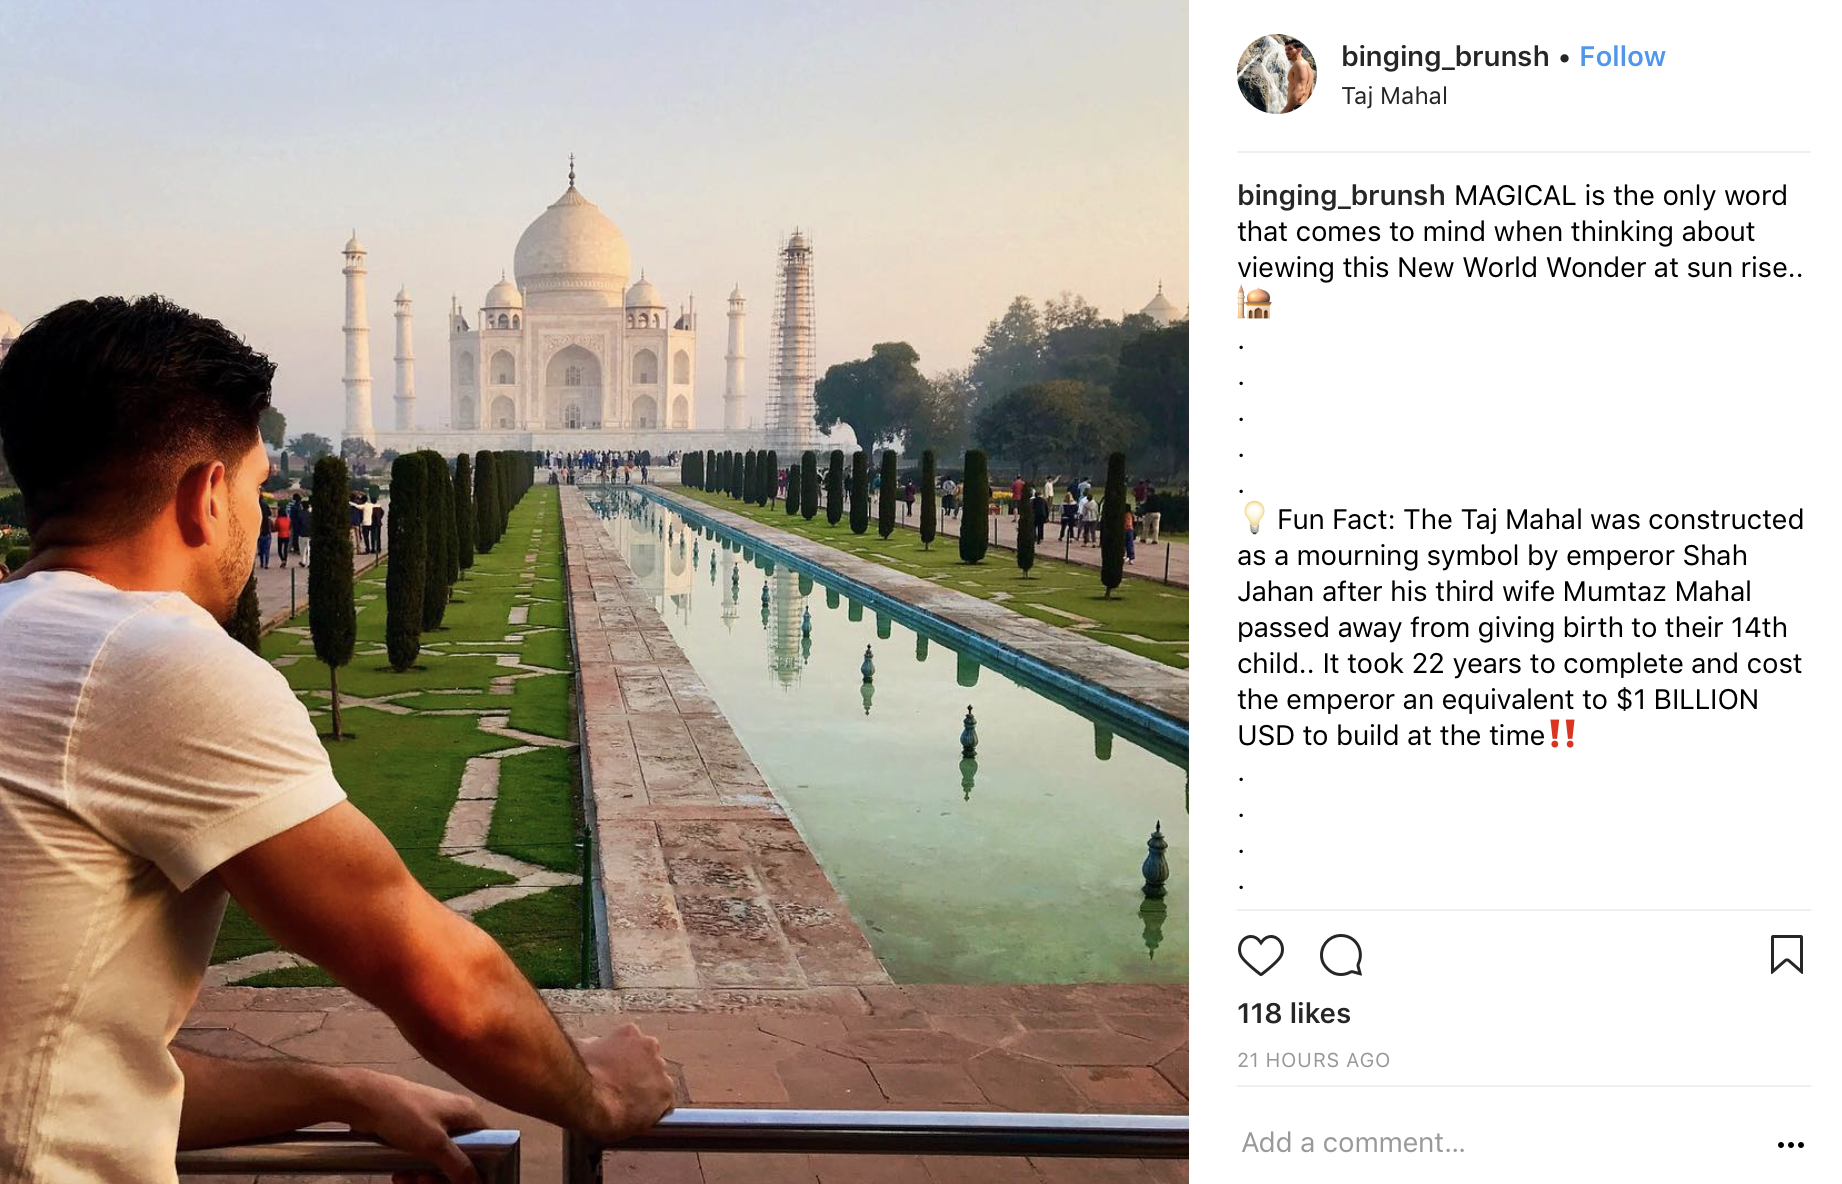 binging_brunsh • Follow
Taj Mahal
binging_brunsh MAGICAL is the only word
that comes to mind when thinking about
viewing this New World Wonder at sun rise..
🕌
.
.
.
.
.
💡 Fun Fact: The Taj Mahal was constructed
as a mourning symbol by emperor Shah
Jahan after his third wife Mumtaz Mahal
passed away from giving birth to their 14th
child.. It took 22 years to complete and cost
the emperor an equivalent to $1 BILLION
USD to build at the time‼️
.
.
.
.
118 likes
21 HOURS AGO
Add a comment...